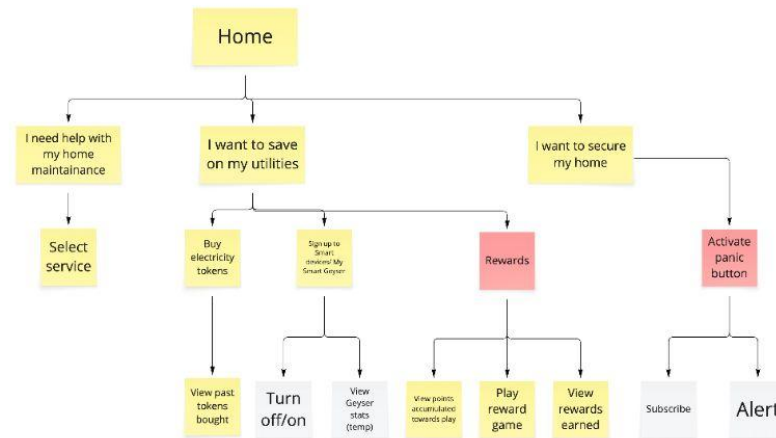 Home
I need help with
my home
maintainance
I want to save
on my utilities
I want to secure
my home
Select
service
Buy
electricity
tokens
Sign up to
Smart
devices/ My
Smart Geyser
Rewards
Activate
panic
button
View past
tokens
bought
Turn
off/on
View
Geyser
stats
(temp)
View points
accumulated
towards play
Play
reward
game
View
rewards
earned
Subscribe
Alert